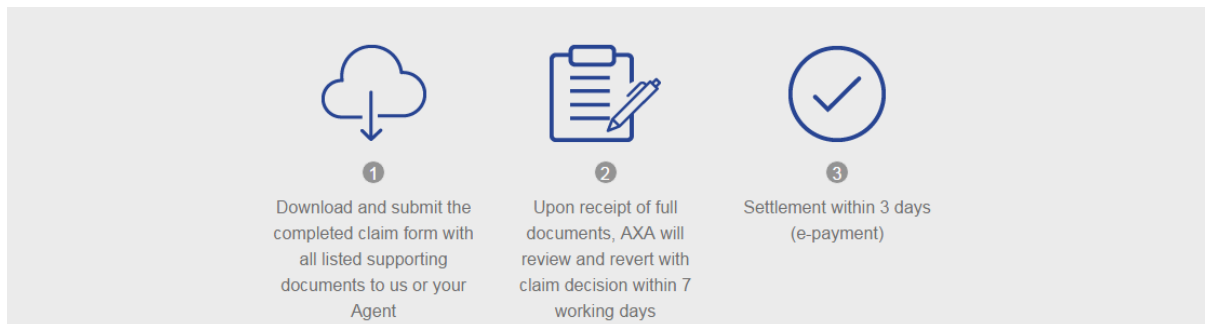 1
Download and submit the
completed claim form with
all listed supporting
documents to us or your
Agent
2
Upon receipt of full
documents, AXA will
review and revert with
claim decision within 7
working days
3
Settlement within 3 days
(e-payment)